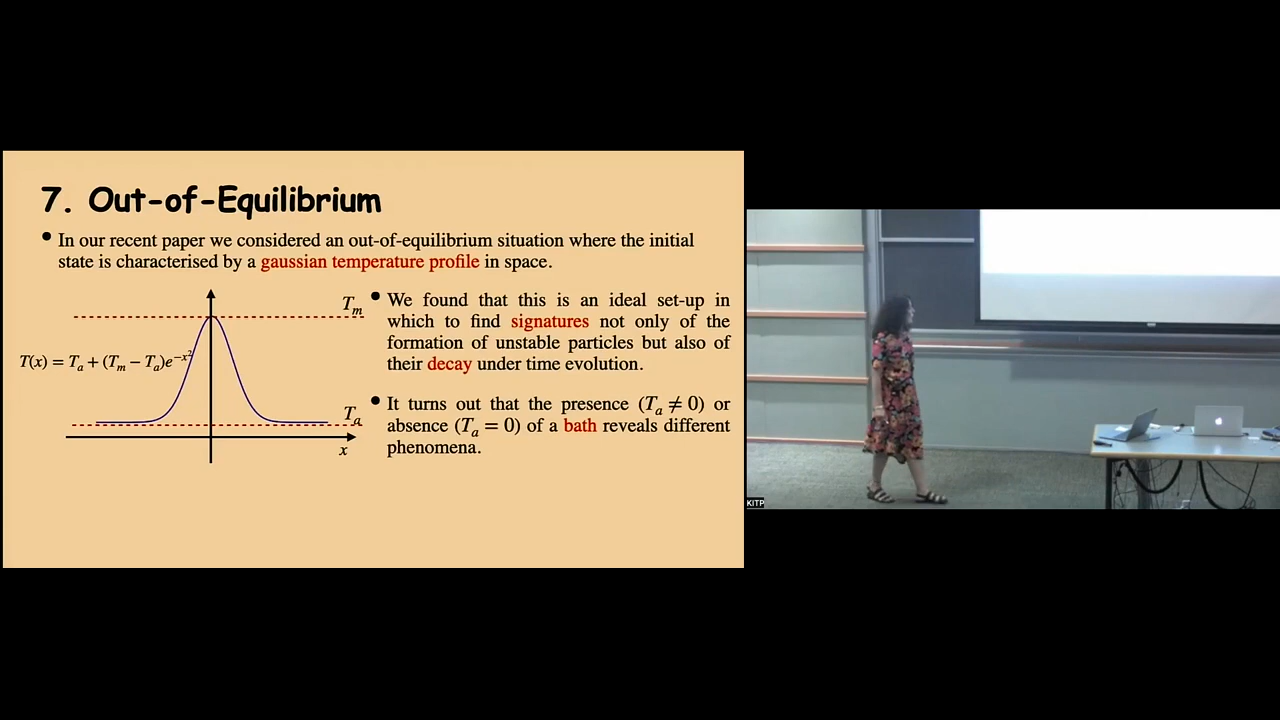 7. Out-of-Equilibrium
• In our recent paper we considered an out-of-equilibrium situation where the initial
state is characterised by a gaussian temperature profile in space.
T_m
T(x) = T_a + (T_m − T_a)e^{−x²}
T_a
x
• We found that this is an ideal set-up in
which to find signatures not only of the
formation of unstable particles but also of
their decay under time evolution.
• It turns out that the presence (T_a ≠ 0) or
absence (T_a = 0) of a bath reveals different
phenomena.
KITP